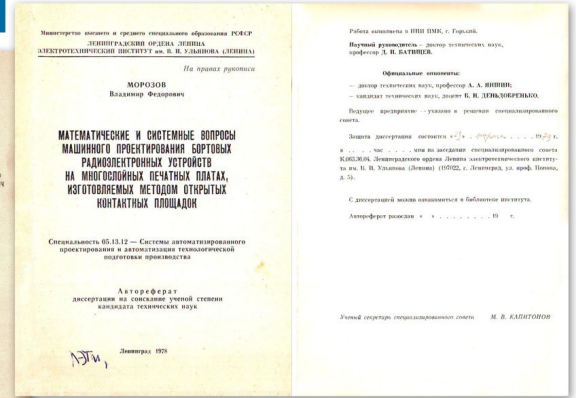 Министерство высшего и среднего специального образования РСФСР
ЛЕНИНГРАДСКИЙ ОРДЕНА ЛЕНИНА
ЭЛЕКТРОТЕХНИЧЕСКИЙ ИНСТИТУТ им. В. И. УЛЬЯНОВА (ЛЕНИНА)
На правах рукописи
МОРОЗОВ
Владимир Федорович
МАТЕМАТИЧЕСКИЕ И СИСТЕМНЫЕ ВОПРОСЫ
МАШИННОГО ПРОЕКТИРОВАНИЯ БОРТОВЫХ
РАДИОЭЛЕКТРОННЫХ УСТРОЙСТВ
НА МНОГОСЛОЙНЫХ ПЕЧАТНЫХ ПЛАТАХ,
ИЗГОТОВЛЯЕМЫХ МЕТОДОМ ОТКРЫТЫХ
КОНТАКТНЫХ ПЛОЩАДОК
Специальность 05.13.12 — Системы автоматизированного
проектирования и автоматизация технологической
подготовки производства
Автореферат
диссертации на соискание ученой степени
кандидата технических наук
Ленинград 1978
ЛЭТИ,
Работа выполнена в НИИ ПМК, г. Горький.
Научный руководитель — доктор технических наук,
профессор Д. И. БАТИЩЕВ.
Официальные оппоненты:
— доктор технических наук, профессор А. А.
— кандидат технических наук, доцент Б. И. ДЕНЬДОБРЕНЬКО.
Ведущее предприятие — указано в решении специализированного
совета.
Защита диссертации состоится
в . . . . час . . . . мин на заседании специализированного совета
К.063.36.04. Ленинградского ордена Ленина электротехнического институ-
та им. В. И. Ульянова (Ленина) (197022, г. Ленинград, ул. проф. Попова,
д. 5).
С диссертацией можно ознакомиться в библиотеке института.
Автореферат разослан « » . . . . . . . . 19 г.
Ученый секретарь специализированного совета М. В. КАПИТОНОВ